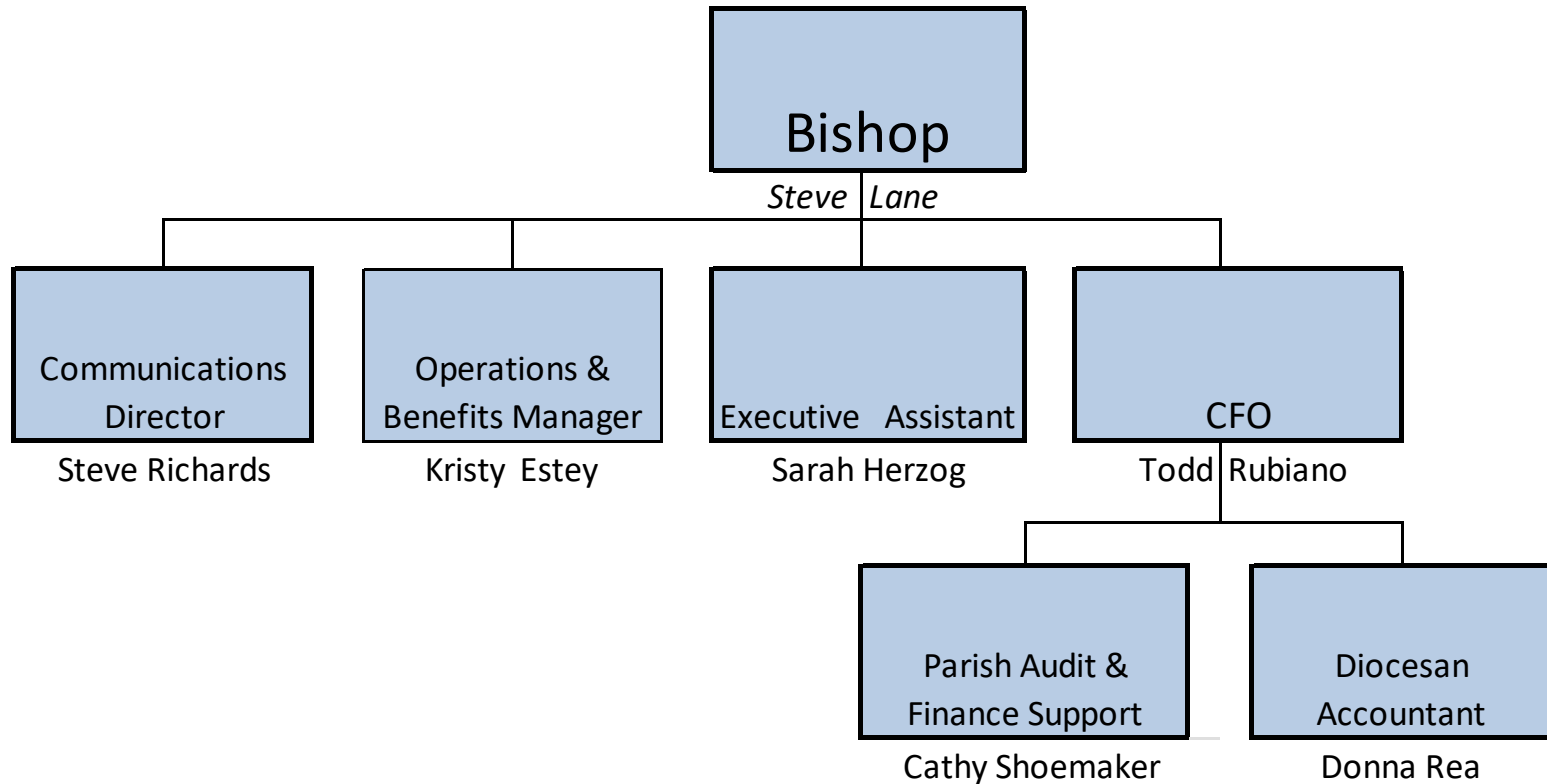 Bishop
Steve Lane
Communications
Director
Steve Richards
Operations &
Benefits Manager
Kristy Estey
Executive Assistant
Sarah Herzog
CFO
Todd Rubiano
Parish Audit &
Finance Support
Cathy Shoemaker
Diocesan
Accountant
Donna Rea